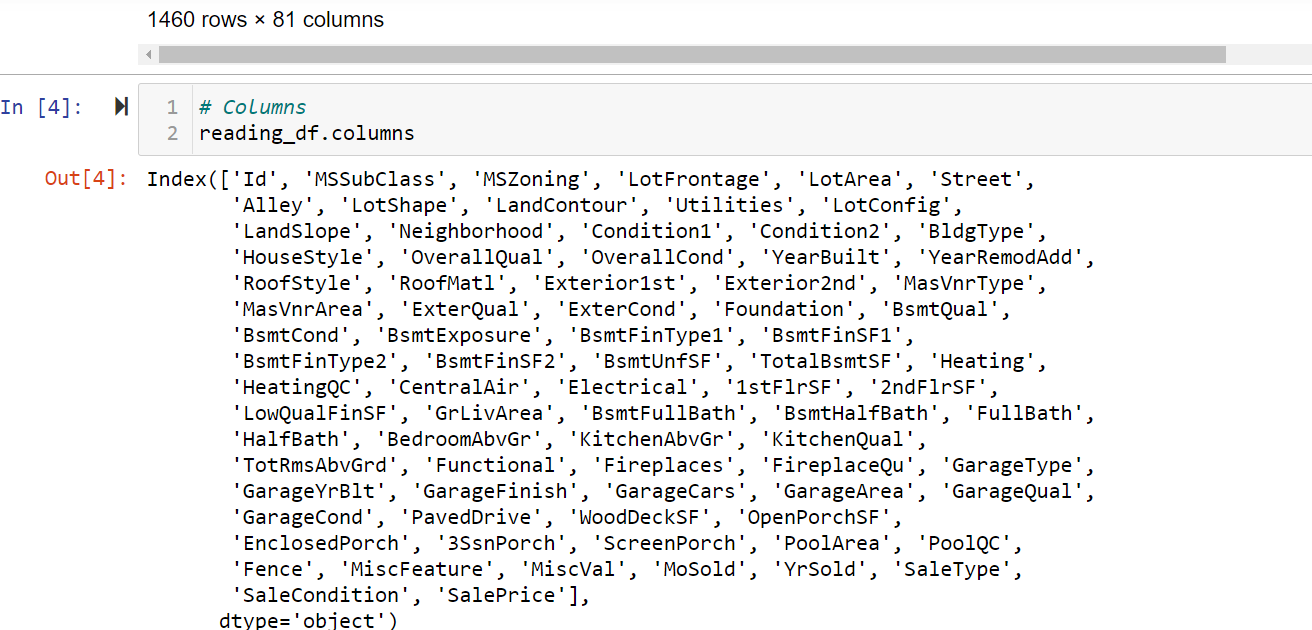 1460 rows × 81 columns
In [4]:
1 # Columns
2 reading_df.columns
Out[4]: Index(['Id', 'MSSubClass', 'MSZoning', 'LotFrontage', 'LotArea', 'Street',
'Alley', 'LotShape', 'LandContour', 'Utilities', 'LotConfig',
'LandSlope', 'Neighborhood', 'Condition1', 'Condition2', 'BldgType',
'HouseStyle', 'OverallQual', 'OverallCond', 'YearBuilt', 'YearRemodAdd',
'RoofStyle', 'RoofMatl', 'Exterior1st', 'Exterior2nd', 'MasVnrType',
'MasVnrArea', 'ExterQual', 'ExterCond', 'Foundation', 'BsmtQual',
'BsmtCond', 'BsmtExposure', 'BsmtFinType1', 'BsmtFinSF1',
'BsmtFinType2', 'BsmtFinSF2', 'BsmtUnfSF', 'TotalBsmtSF', 'Heating',
'HeatingQC', 'CentralAir', 'Electrical', '1stFlrSF', '2ndFlrSF',
'LowQualFinSF', 'GrLivArea', 'BsmtFullBath', 'BsmtHalfBath', 'FullBath',
'HalfBath', 'BedroomAbvGr', 'KitchenAbvGr', 'KitchenQual',
'TotRmsAbvGrd', 'Functional', 'Fireplaces', 'FireplaceQu', 'GarageType',
'GarageYrBlt', 'GarageFinish', 'GarageCars', 'GarageArea', 'GarageQual',
'GarageCond', 'PavedDrive', 'WoodDeckSF', 'OpenPorchSF',
'EnclosedPorch', '3SsnPorch', 'ScreenPorch', 'PoolArea', 'PoolQC',
'Fence', 'MiscFeature', 'MiscVal', 'MoSold', 'YrSold', 'SaleType',
'SaleCondition', 'SalePrice'],
dtype='object')